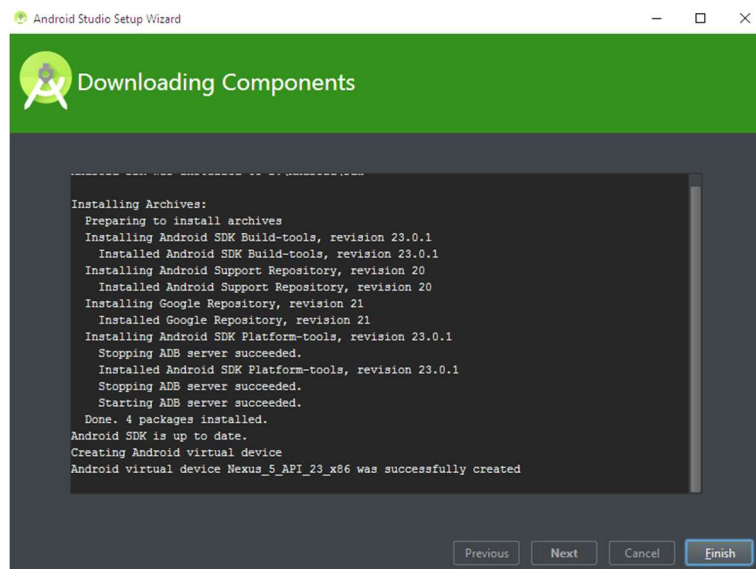 Android Studio Setup Wizard
Downloading Components
Installing Archives:
Preparing to install archives
Installing Android SDK Build-tools, revision 23.0.1
Installed Android SDK Build-tools, revision 23.0.1
Installing Android Support Repository, revision 20
Installed Android Support Repository, revision 20
Installing Google Repository, revision 21
Installed Google Repository, revision 21
Installing Android SDK Platform-tools, revision 23.0.1
Stopping ADB server succeeded.
Installed Android SDK Platform-tools, revision 23.0.1
Stopping ADB server succeeded.
Starting ADB server succeeded.
Done. 4 packages installed.
Android SDK is up to date.
Creating Android virtual device
Android virtual device Nexus_5_API_23_x86 was successfully created
Previous Next Cancel Finish